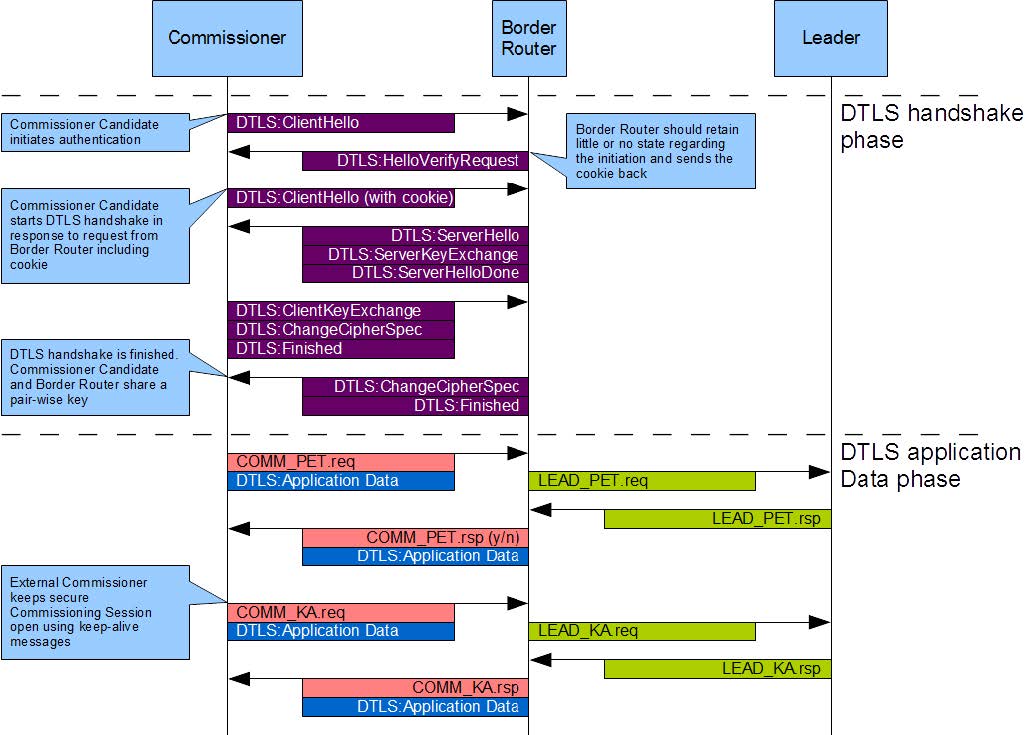 Commissioner
Border
Router
Leader
DTLS handshake
phase
Commissioner Candidate
initiates authentication
DTLS:ClientHello
Border Router should retain
little or no state regarding
the initiation and sends the
cookie back
DTLS:HelloVerifyRequest
Commissioner Candidate
starts DTLS handshake in
response to request from
Border Router including
cookie
DTLS:ClientHello (with cookie)
DTLS:ServerHello
DTLS:ServerKeyExchange
DTLS:ServerHelloDone
DTLS:ClientKeyExchange
DTLS:ChangeCipherSpec
DTLS:Finished
DTLS handshake is finished.
Commissioner Candidate
and Border Router share a
pair-wise key
DTLS:ChangeCipherSpec
DTLS:Finished
DTLS application
Data phase
COMM_PET.req
DTLS:Application Data
LEAD_PET.req
LEAD_PET.rsp
COMM_PET.rsp (y/n)
DTLS:Application Data
External Commissioner
keeps secure
Commissioning Session
open using keep-alive
messages
COMM_KA.req
DTLS:Application Data
LEAD_KA.req
LEAD_KA.rsp
COMM_KA.rsp
DTLS:Application Data